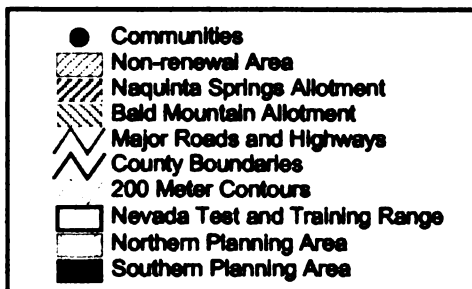 Communities
Non-renewal Area
Naquinta Springs Allotment
Bald Mountain Allotment
Major Roads and Highways
County Boundaries
200 Meter Contours
Nevada Test and Training Range
Northern Planning Area
Southern Planning Area